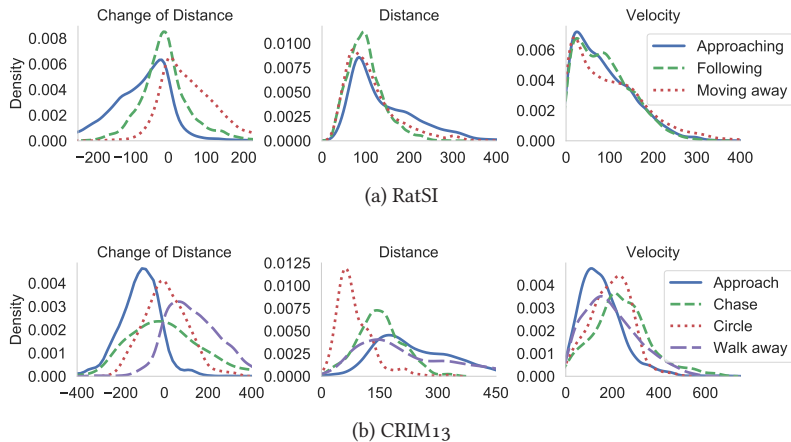 Change of Distance Distance Velocity
Density
0.008
0.006
0.004
0.002
0.000
−200 −100 0 100 200
0.0100
0.0075
0.0050
0.0025
0.0000
0 100 200 300 400
0.006
0.004
0.002
0.000
0 100 200 300 400
Approaching
Following
Moving away
(a) RatSI
Change of Distance Distance Velocity
Density
0.004
0.003
0.002
0.001
0.000
−400 −200 0 200 400
0.0125
0.0100
0.0075
0.0050
0.0025
0.000
0 150 300 450
0.004
0.003
0.002
0.001
0.000
0 200 400 600
Approach
Chase
Circle
Walk away
(b) CRIM13